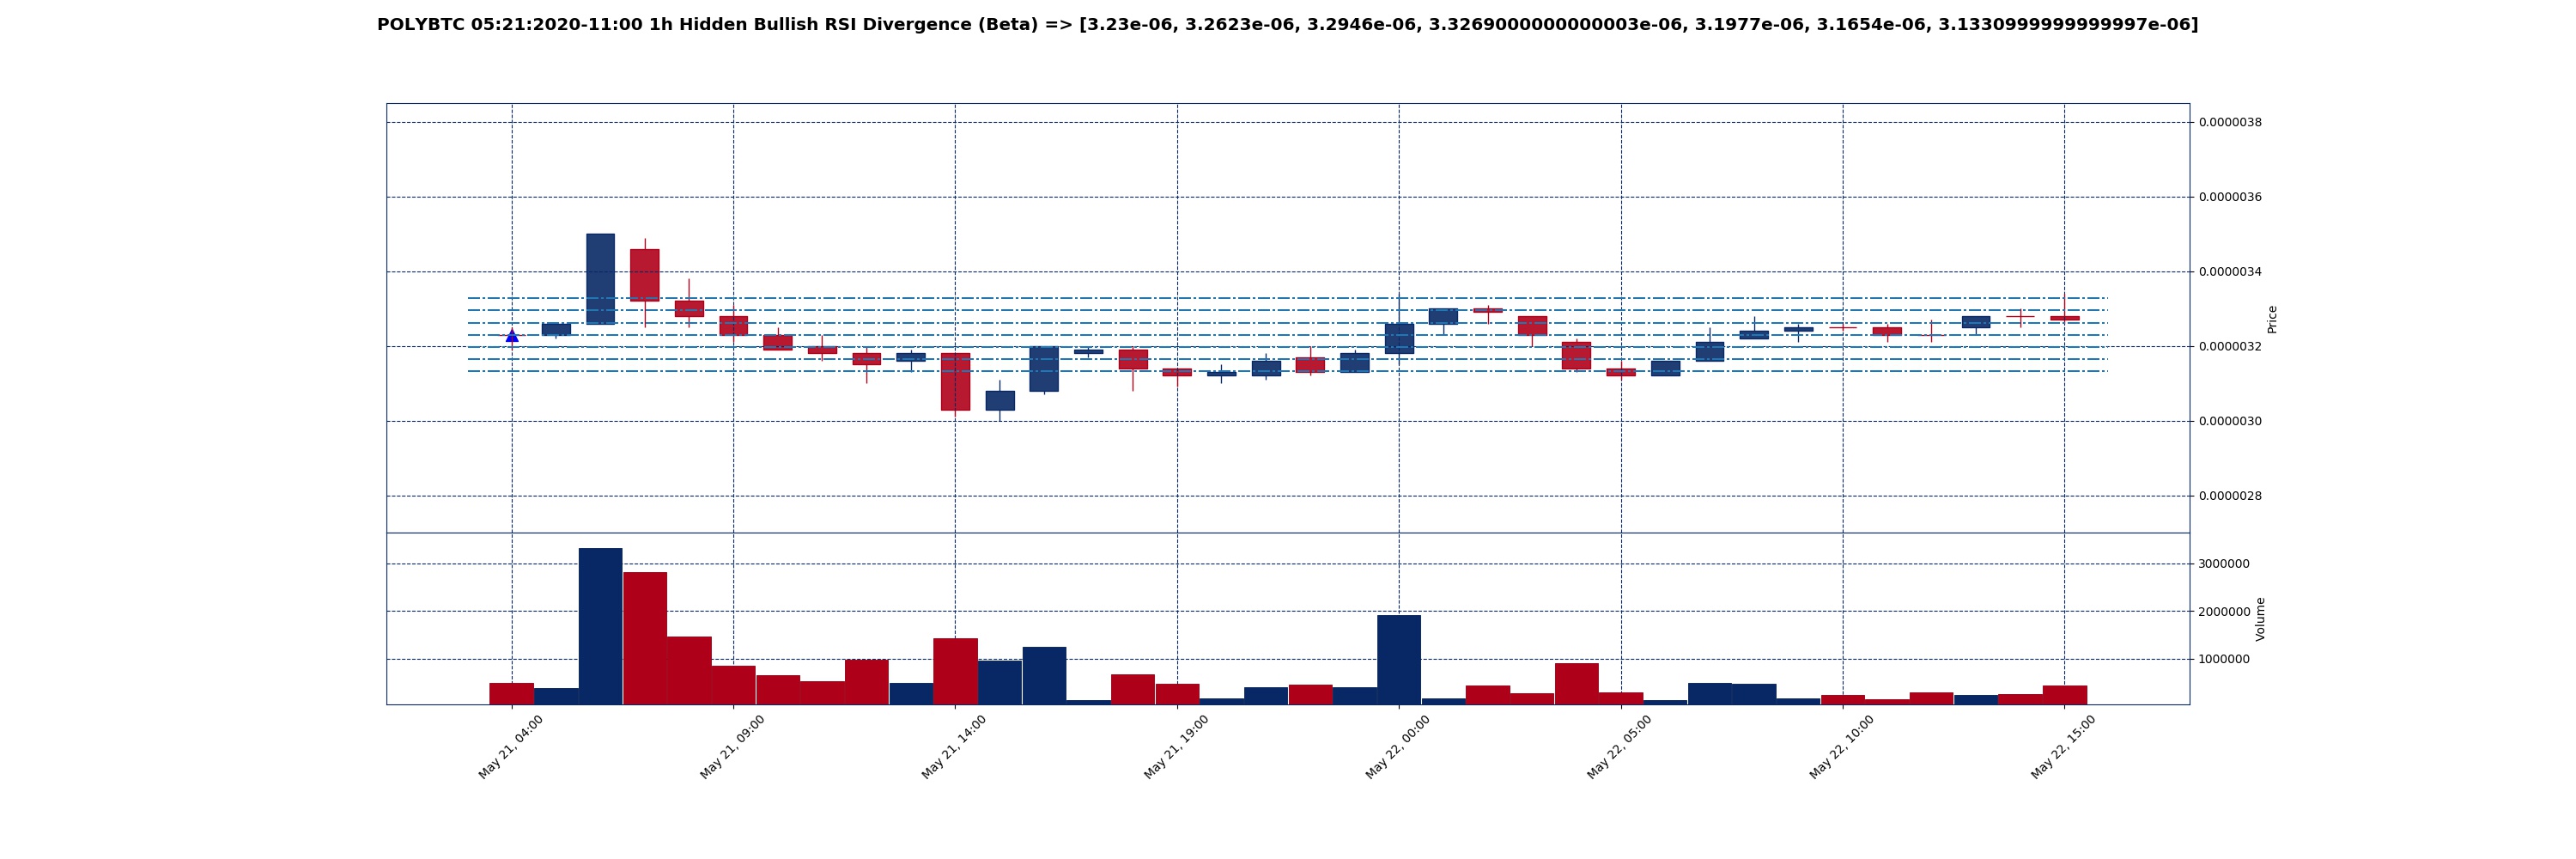 POLYBTC 05:21:2020-11:00 1h Hidden Bullish RSI Divergence (Beta) => [3.23e-06, 3.2623e-06, 3.2946e-06, 3.3269000000000003e-06, 3.1977e-06, 3.1654e-06, 3.1330999999999997e-06]
0.0000038
0.0000036
0.0000034
0.0000032
0.0000030
0.0000028
Price
3000000
2000000
1000000
Volume
May 21, 04:00
May 21, 09:00
May 21, 14:00
May 21, 19:00
May 22, 00:00
May 22, 05:00
May 22, 10:00
May 22, 15:00